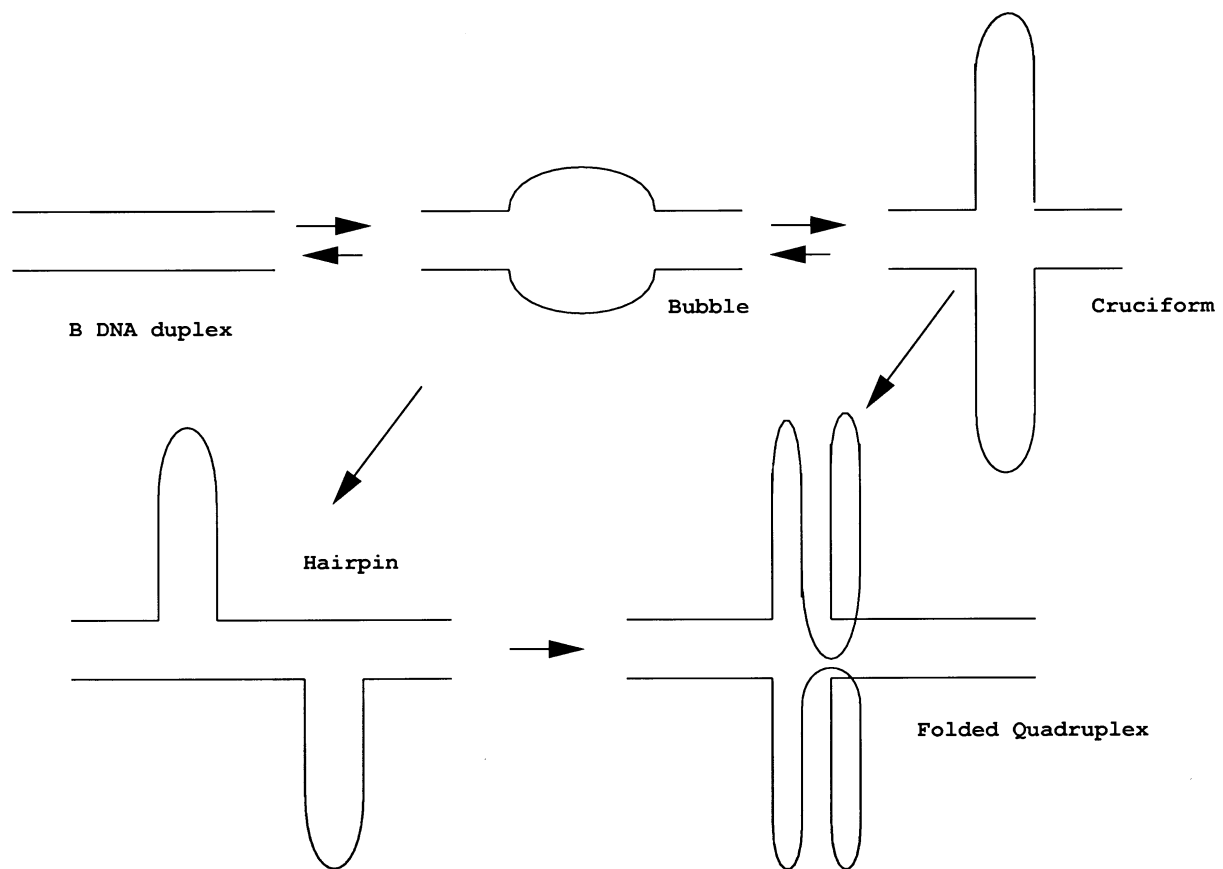 B DNA duplex
Bubble
Cruciform
Hairpin
Folded Quadruplex